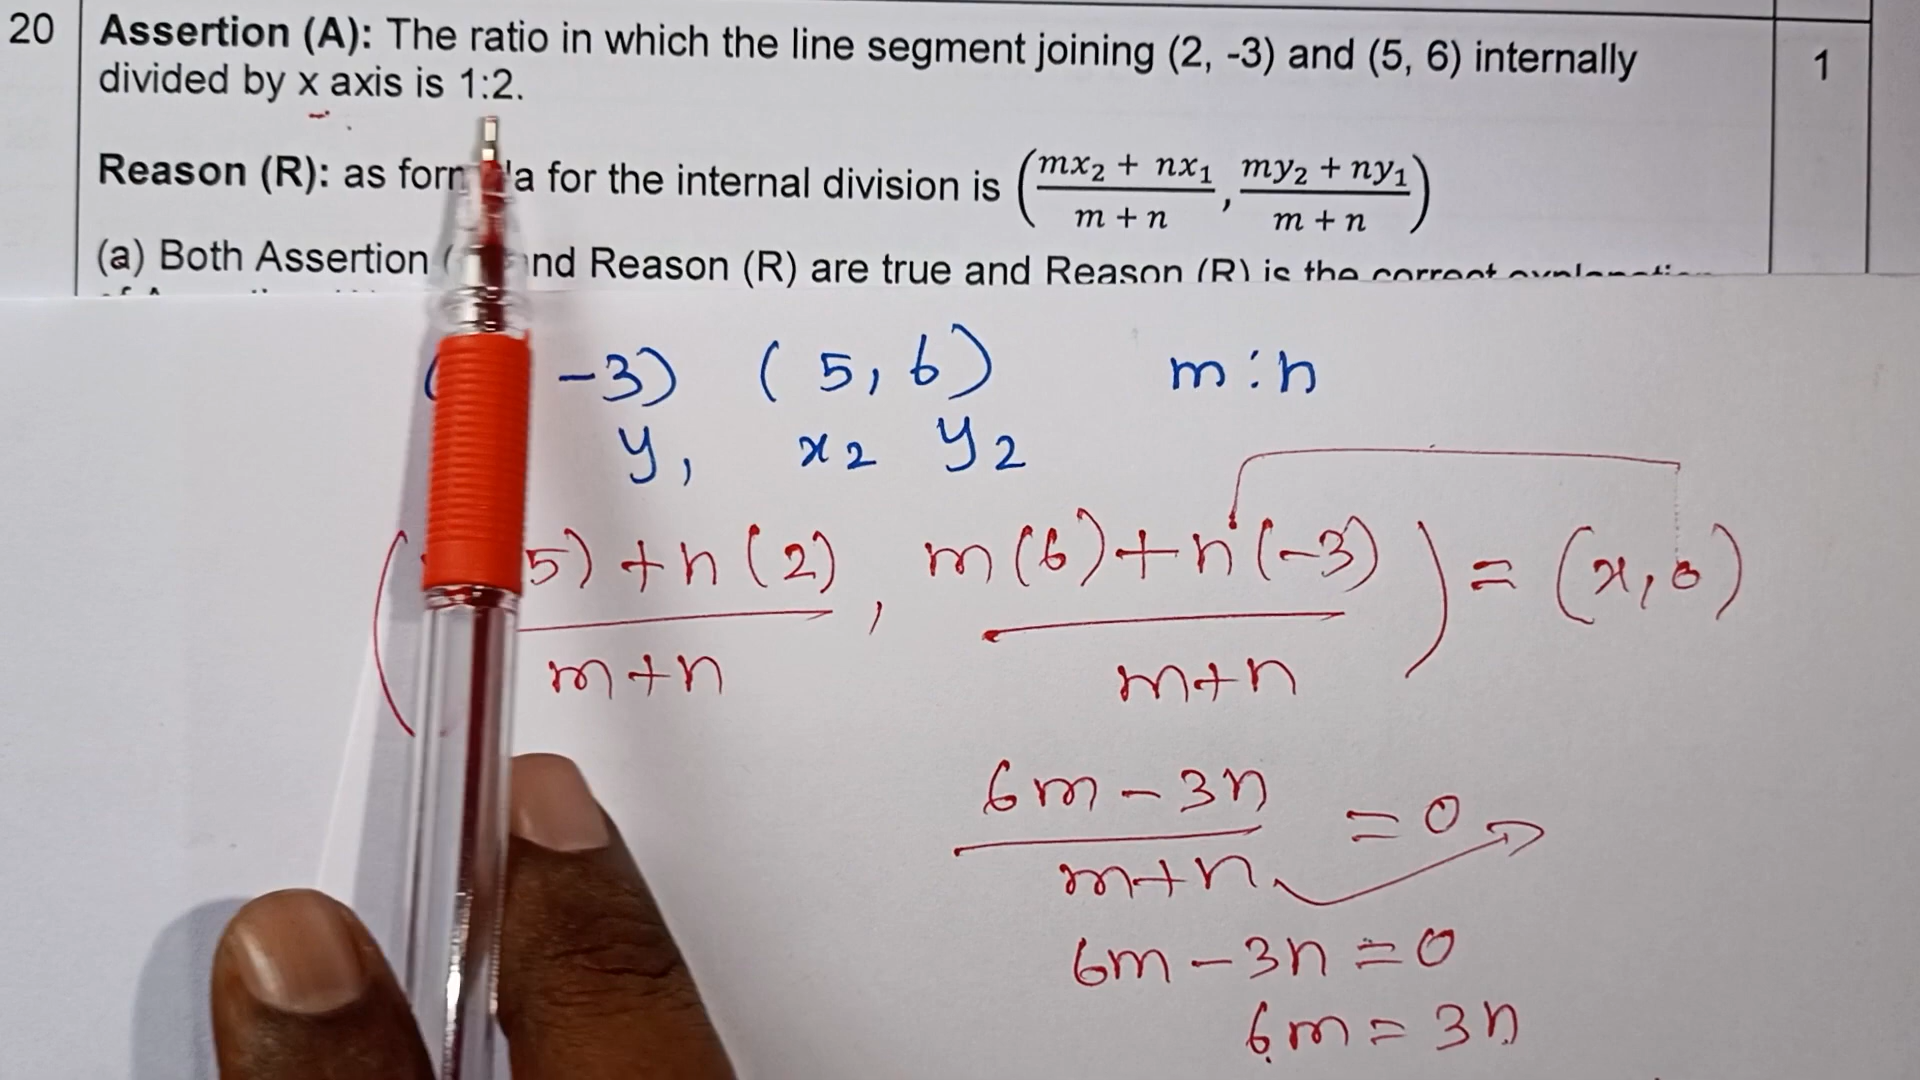 20 Assertion (A): The ratio in which the line segment joining (2, -3) and (5, 6) internally 1
divided by x axis is 1:2.
Reason (R): as for for the internal division is (mx₂ + nx₁ / m + n , my₂ + ny₁ / m + n)
(a) Both Assertion nd Reason (R) are true and Reason (R) is the correct
-3) (5, 6) m : n
y₁ x₂ y₂
( 5) + n(2) / m+n , m(6) + n(-3) / m+n ) = (x, 0)
6m - 3n / m+n = 0
6m - 3n = 0
6m = 3n